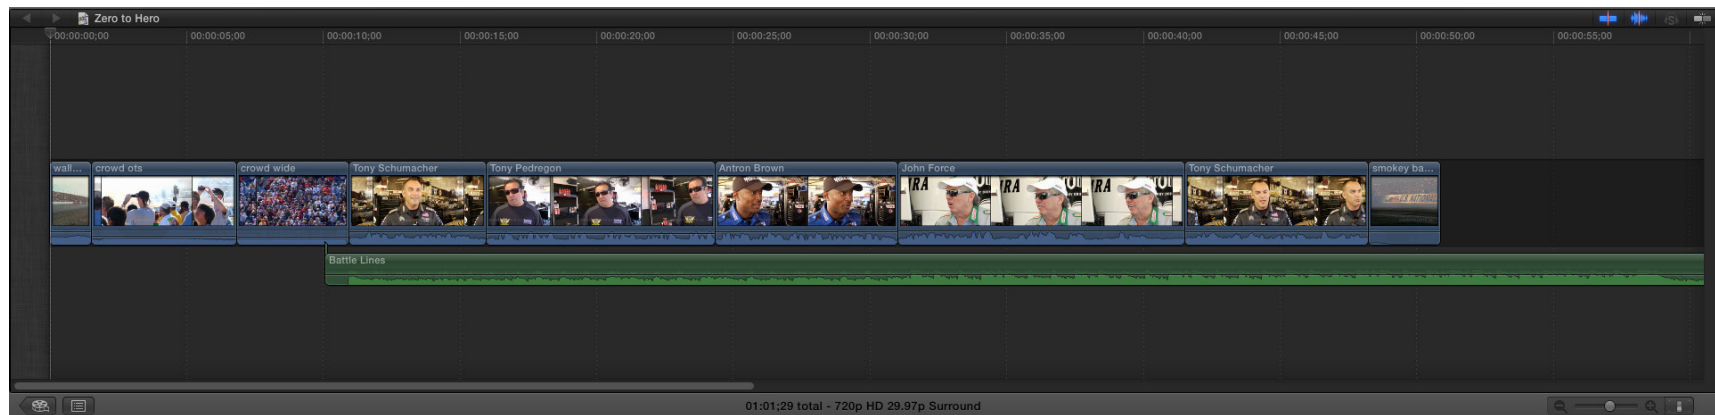 Zero to Hero
00:00:00;00 00:00:05;00 00:00:10;00 00:00:15;00 00:00:20;00 00:00:25;00 00:00:30;00 00:00:35;00 00:00:40;00 00:00:45;00 00:00:50;00 00:00:55;00
wall... crowd ots crowd wide Tony Schumacher Tony Pedregon Antron Brown John Force Tony Schumacher smokey ba...
Battle Lines
01:01;29 total - 720p HD 29.97p Surround